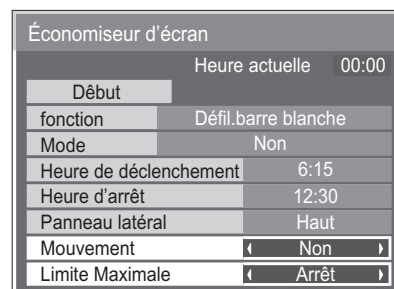 Économiseur d'écran
Heure actuelle 00:00
Dêbut
fonction Défil.barre blanche
Mode Non
Heure de déclenchement 6:15
Heure d'arrêt 12:30
Panneau latéral Haut
Mouvement Non
Limite Maximale Arrêt